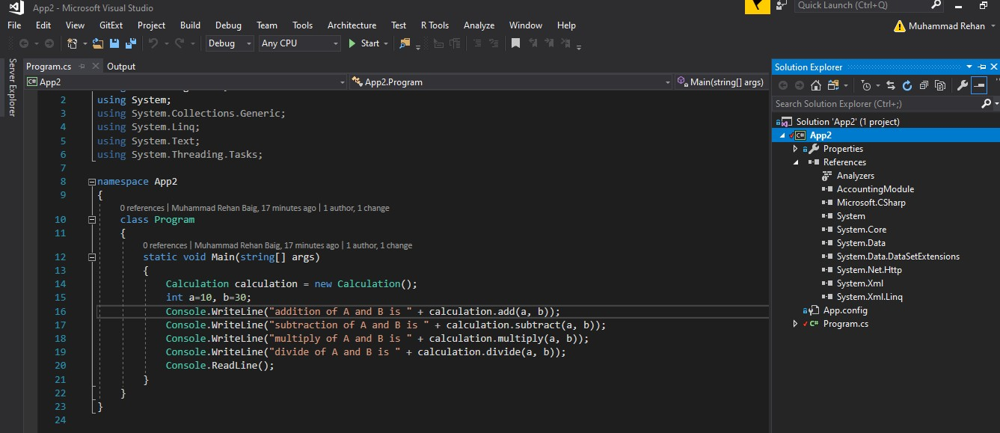 App2 - Microsoft Visual Studio
Quick Launch (Ctrl+Q)
File Edit View GitExt Project Build Debug Team Tools Architecture Test R Tools Analyze Window Help
Muhammad Rehan
Debug Any CPU Start
Server Explorer
Program.cs Output
App2 App2.Program Main(string[] args)
2 using System;
3 using System.Collections.Generic;
4 using System.Linq;
5 using System.Text;
6 using System.Threading.Tasks;
7
8 namespace App2
9 {
0 references | Muhammad Rehan Baig, 17 minutes ago | 1 author, 1 change
10 class Program
11 {
0 references | Muhammad Rehan Baig, 17 minutes ago | 1 author, 1 change
12 static void Main(string[] args)
13 {
14 Calculation calculation = new Calculation();
15 int a=10, b=30;
16 Console.WriteLine("addition of A and B is " + calculation.add(a, b));
17 Console.WriteLine("subtraction of A and B is " + calculation.subtract(a, b));
18 Console.WriteLine("multiply of A and B is " + calculation.multiply(a, b));
19 Console.WriteLine("divide of A and B is " + calculation.divide(a, b));
20 Console.ReadLine();
21 }
22 }
23 }
24
Solution Explorer
Search Solution Explorer (Ctrl+;)
Solution 'App2' (1 project)
C# App2
Properties
References
Analyzers
AccountingModule
Microsoft.CSharp
System
System.Core
System.Data
System.Data.DataSetExtensions
System.Net.Http
System.Xml
System.Xml.Linq
App.config
C# Program.cs